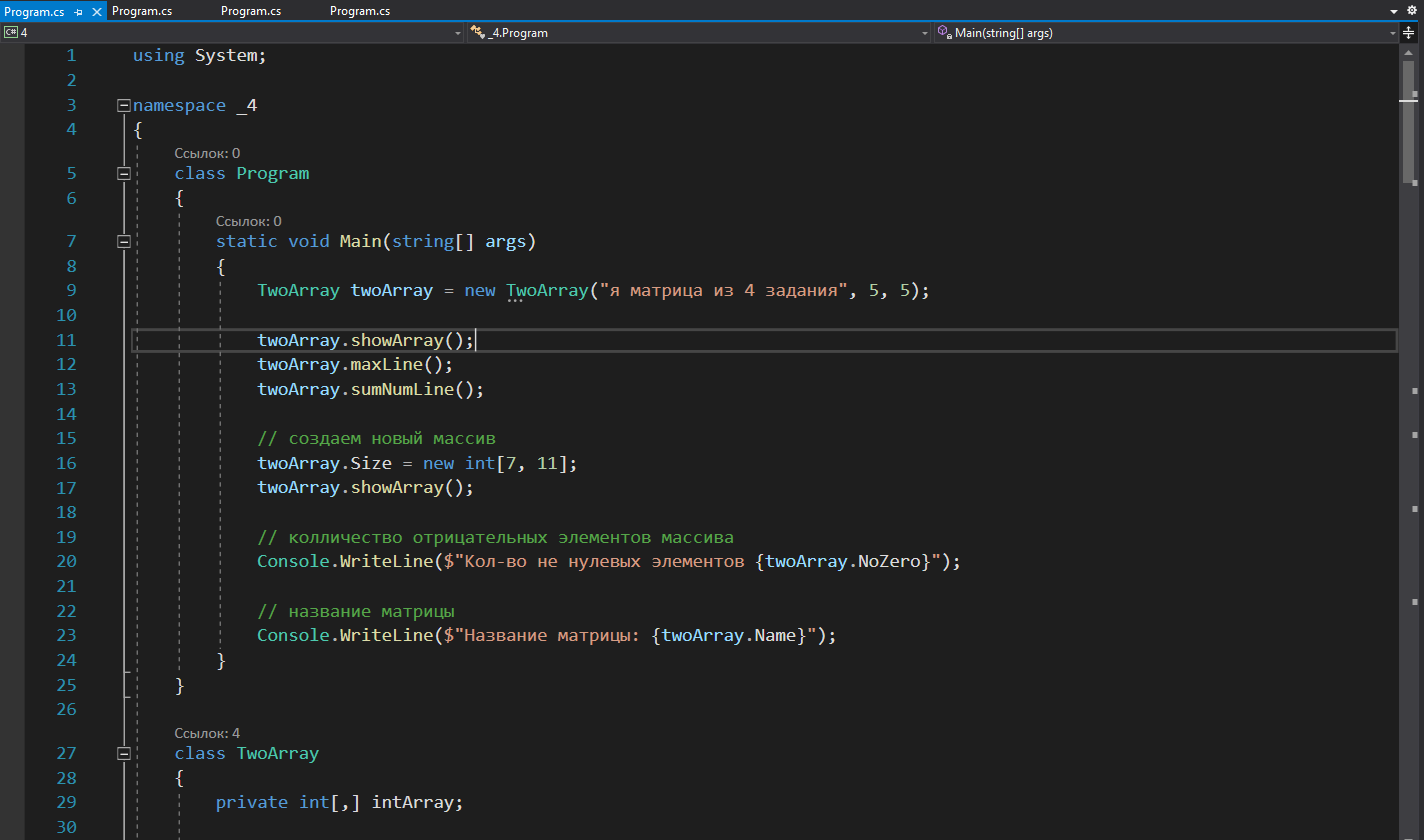 Program.cs Program.cs Program.cs Program.cs
C# 4 _4.Program Main(string[] args)
1 using System;
2
3 namespace _4
4 {
Ссылок: 0
5 class Program
6 {
Ссылок: 0
7 static void Main(string[] args)
8 {
9 TwoArray twoArray = new TwoArray("я матрица из 4 задания", 5, 5);
10
11 twoArray.showArray();
12 twoArray.maxLine();
13 twoArray.sumNumLine();
14
15 // создаем новый массив
16 twoArray.Size = new int[7, 11];
17 twoArray.showArray();
18
19 // колличество отрицательных элементов массива
20 Console.WriteLine($"Кол-во не нулевых элементов {twoArray.NoZero}");
21
22 // название матрицы
23 Console.WriteLine($"Название матрицы: {twoArray.Name}");
24 }
25 }
26
Ссылок: 4
27 class TwoArray
28 {
29 private int[,] intArray;
30